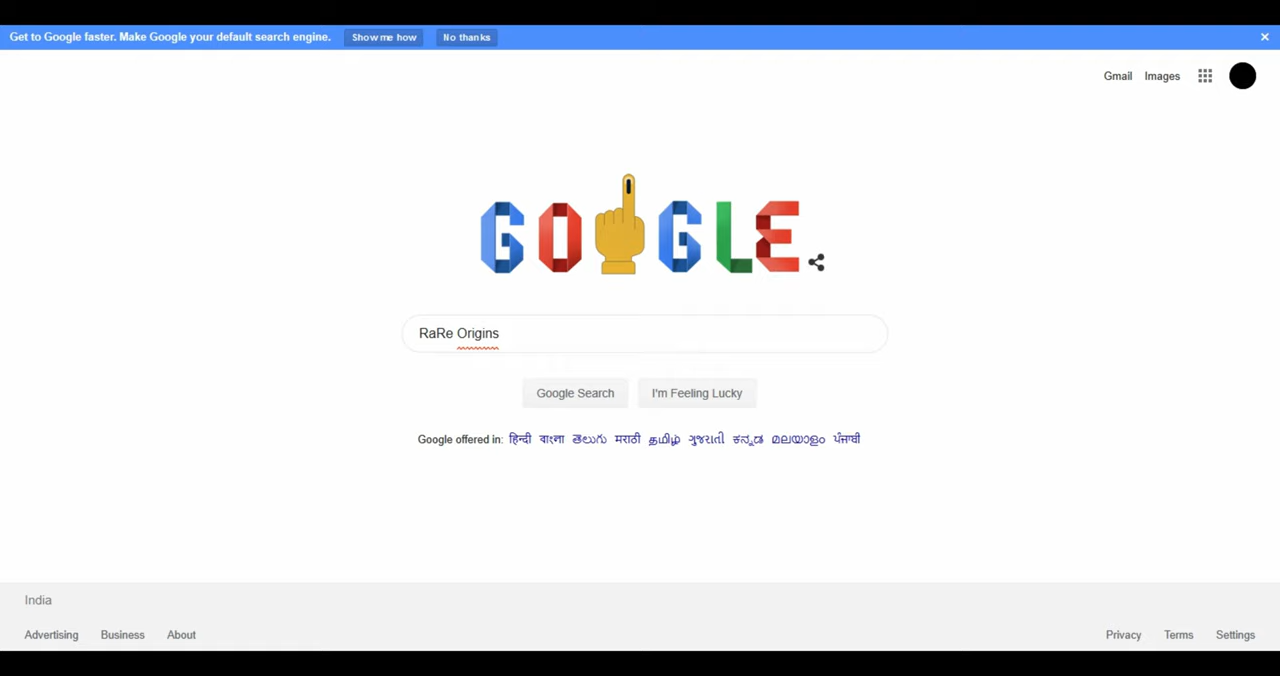 Get to Google faster. Make Google your default search engine. Show me how No thanks
Gmail Images
GOOGLE
RaRe Origins
Google Search I'm Feeling Lucky
Google offered in: हिन्दी বাংলা తెలుగు मराठी தமிழ் ગુજરાતી ಕನ್ನಡ മലയാളം ਪੰਜਾਬੀ
India
Advertising Business About Privacy Terms Settings